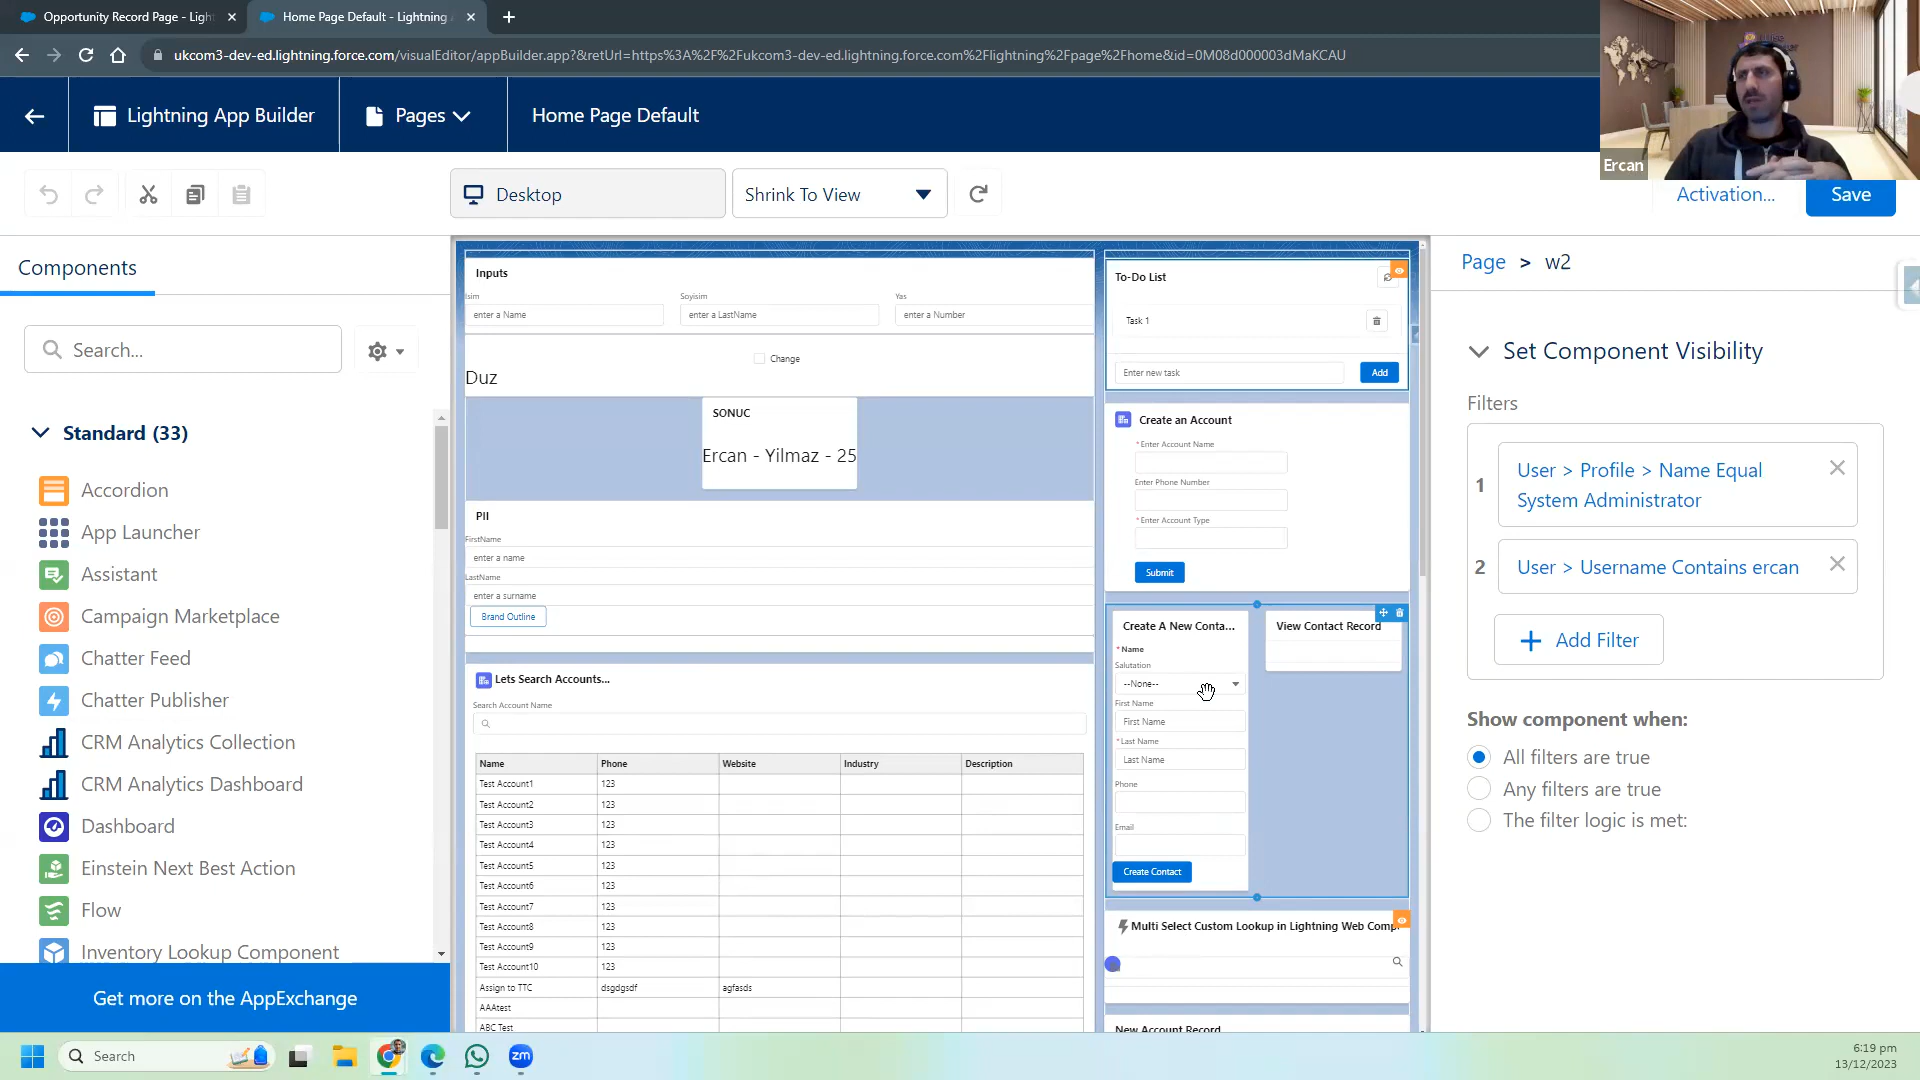 Opportunity Record Page - Light
Home Page Default - Lightning A
ukcom3-dev-ed.lightning.force.com/visualEditor/appBuilder.app?&retUrl=https%3A%2F%2Fukcom3-dev-ed.lightning.force.com%2Flightning%2Fpage%2Fhome&id=0M08d000003dMaKCAU
Lightning App Builder
Pages
Home Page Default
Ercan
Desktop
Shrink To View
Activation...
Save
Components
Search...
Standard (33)
Accordion
App Launcher
Assistant
Campaign Marketplace
Chatter Feed
Chatter Publisher
CRM Analytics Collection
CRM Analytics Dashboard
Dashboard
Einstein Next Best Action
Flow
Inventory Lookup Component
Get more on the AppExchange
Inputs
Isim
Soyisim
Yas
enter a Name
enter a LastName
enter a Number
Change
Duz
SONUC
Ercan - Yilmaz - 25
PII
FirstName
enter a name
LastName
enter a surname
Brand Outline
Lets Search Accounts...
Search Account Name
Name Phone Website Industry Description
Test Account1 123
Test Account2 123
Test Account3 123
Test Account4 123
Test Account5 123
Test Account6 123
Test Account7 123
Test Account8 123
Test Account9 123
Test Account10 123
Assign to TTC dsgdgsdf agfasds
AAAtest
ABC Test
To-Do List
Task 1
Enter new task
Add
Create an Account
*Enter Account Name
Enter Phone Number
*Enter Account Type
Submit
Create A New Conta...
View Contact Record
*Name
Salutation
--None--
First Name
First Name
*Last Name
Last Name
Phone
Email
Create Contact
Multi Select Custom Lookup in Lightning Web Comp
New Account Record
Page > w2
Set Component Visibility
Filters
1
User > Profile > Name Equal
System Administrator
2
User > Username Contains ercan
Add Filter
Show component when:
All filters are true
Any filters are true
The filter logic is met:
Search
zm
6:19 pm
13/12/2023